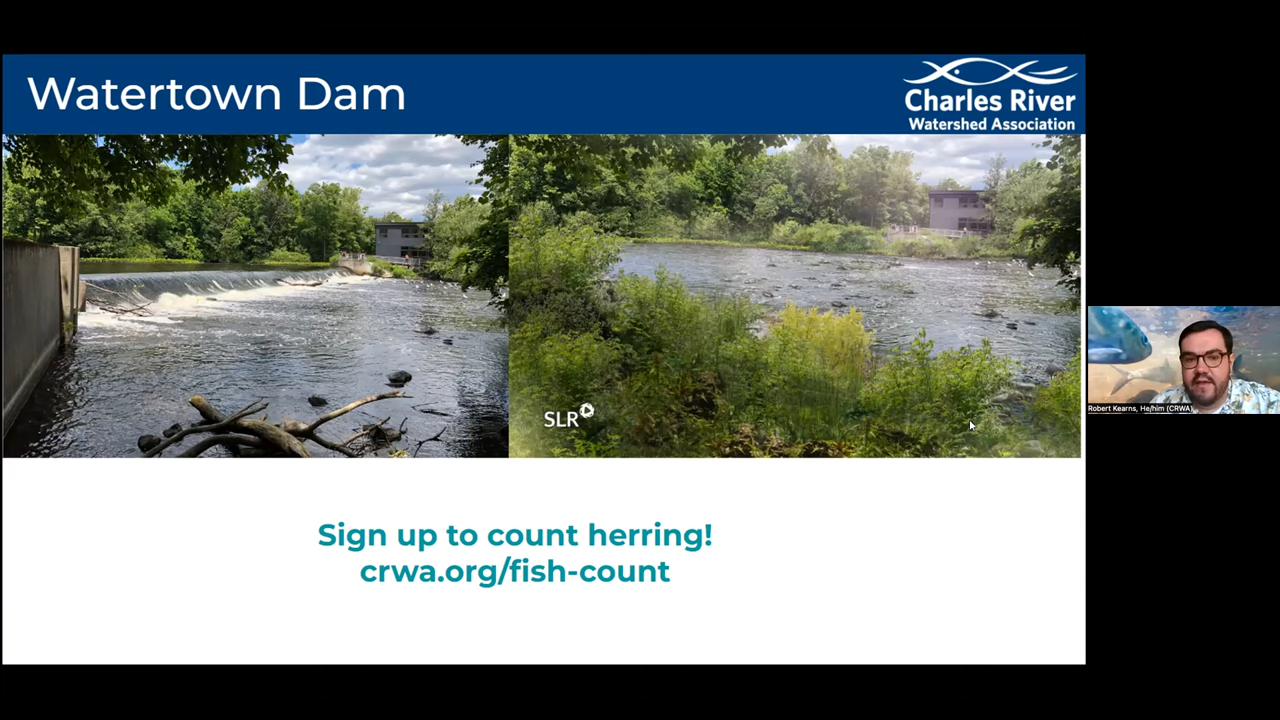 Watertown Dam
Charles River
Watershed Association
SLR
Sign up to count herring!
crwa.org/fish-count
Robert Kearns, He/him (CRWA)